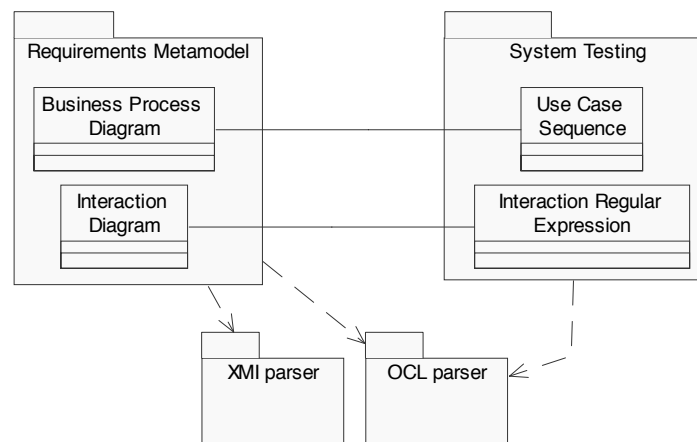 Requirements Metamodel
System Testing
Business Process
Diagram
Use Case
Sequence
Interaction
Diagram
Interaction Regular
Expression
XMI parser
OCL parser